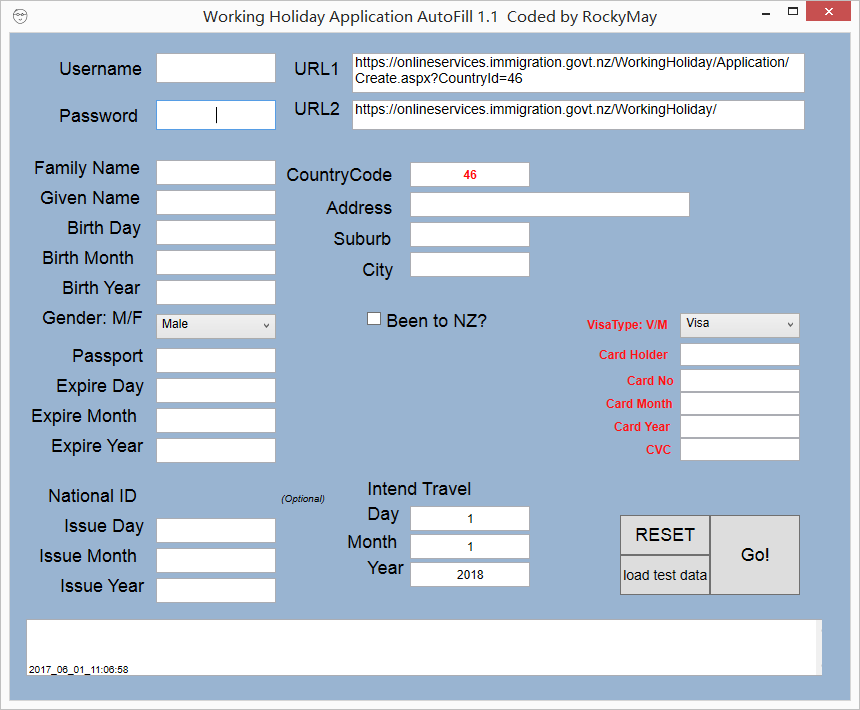 Working Holiday Application AutoFill 1.1 Coded by RockyMay
Username
URL1
https://onlineservices.immigration.govt.nz/WorkingHoliday/Application/
Create.aspx?CountryId=46
Password
URL2
https://onlineservices.immigration.govt.nz/WorkingHoliday/
Family Name
CountryCode
46
Given Name
Address
Birth Day
Suburb
Birth Month
City
Birth Year
Gender: M/F
Male
Been to NZ?
VisaType: V/M
Visa
Passport
Card Holder
Expire Day
Card No
Expire Month
Card Month
Card Year
Expire Year
CVC
National ID
(Optional)
Intend Travel
Issue Day
Day
1
Issue Month
Month
1
Issue Year
Year
2018
RESET
load test data
Go!
2017_06_01_11:06:58